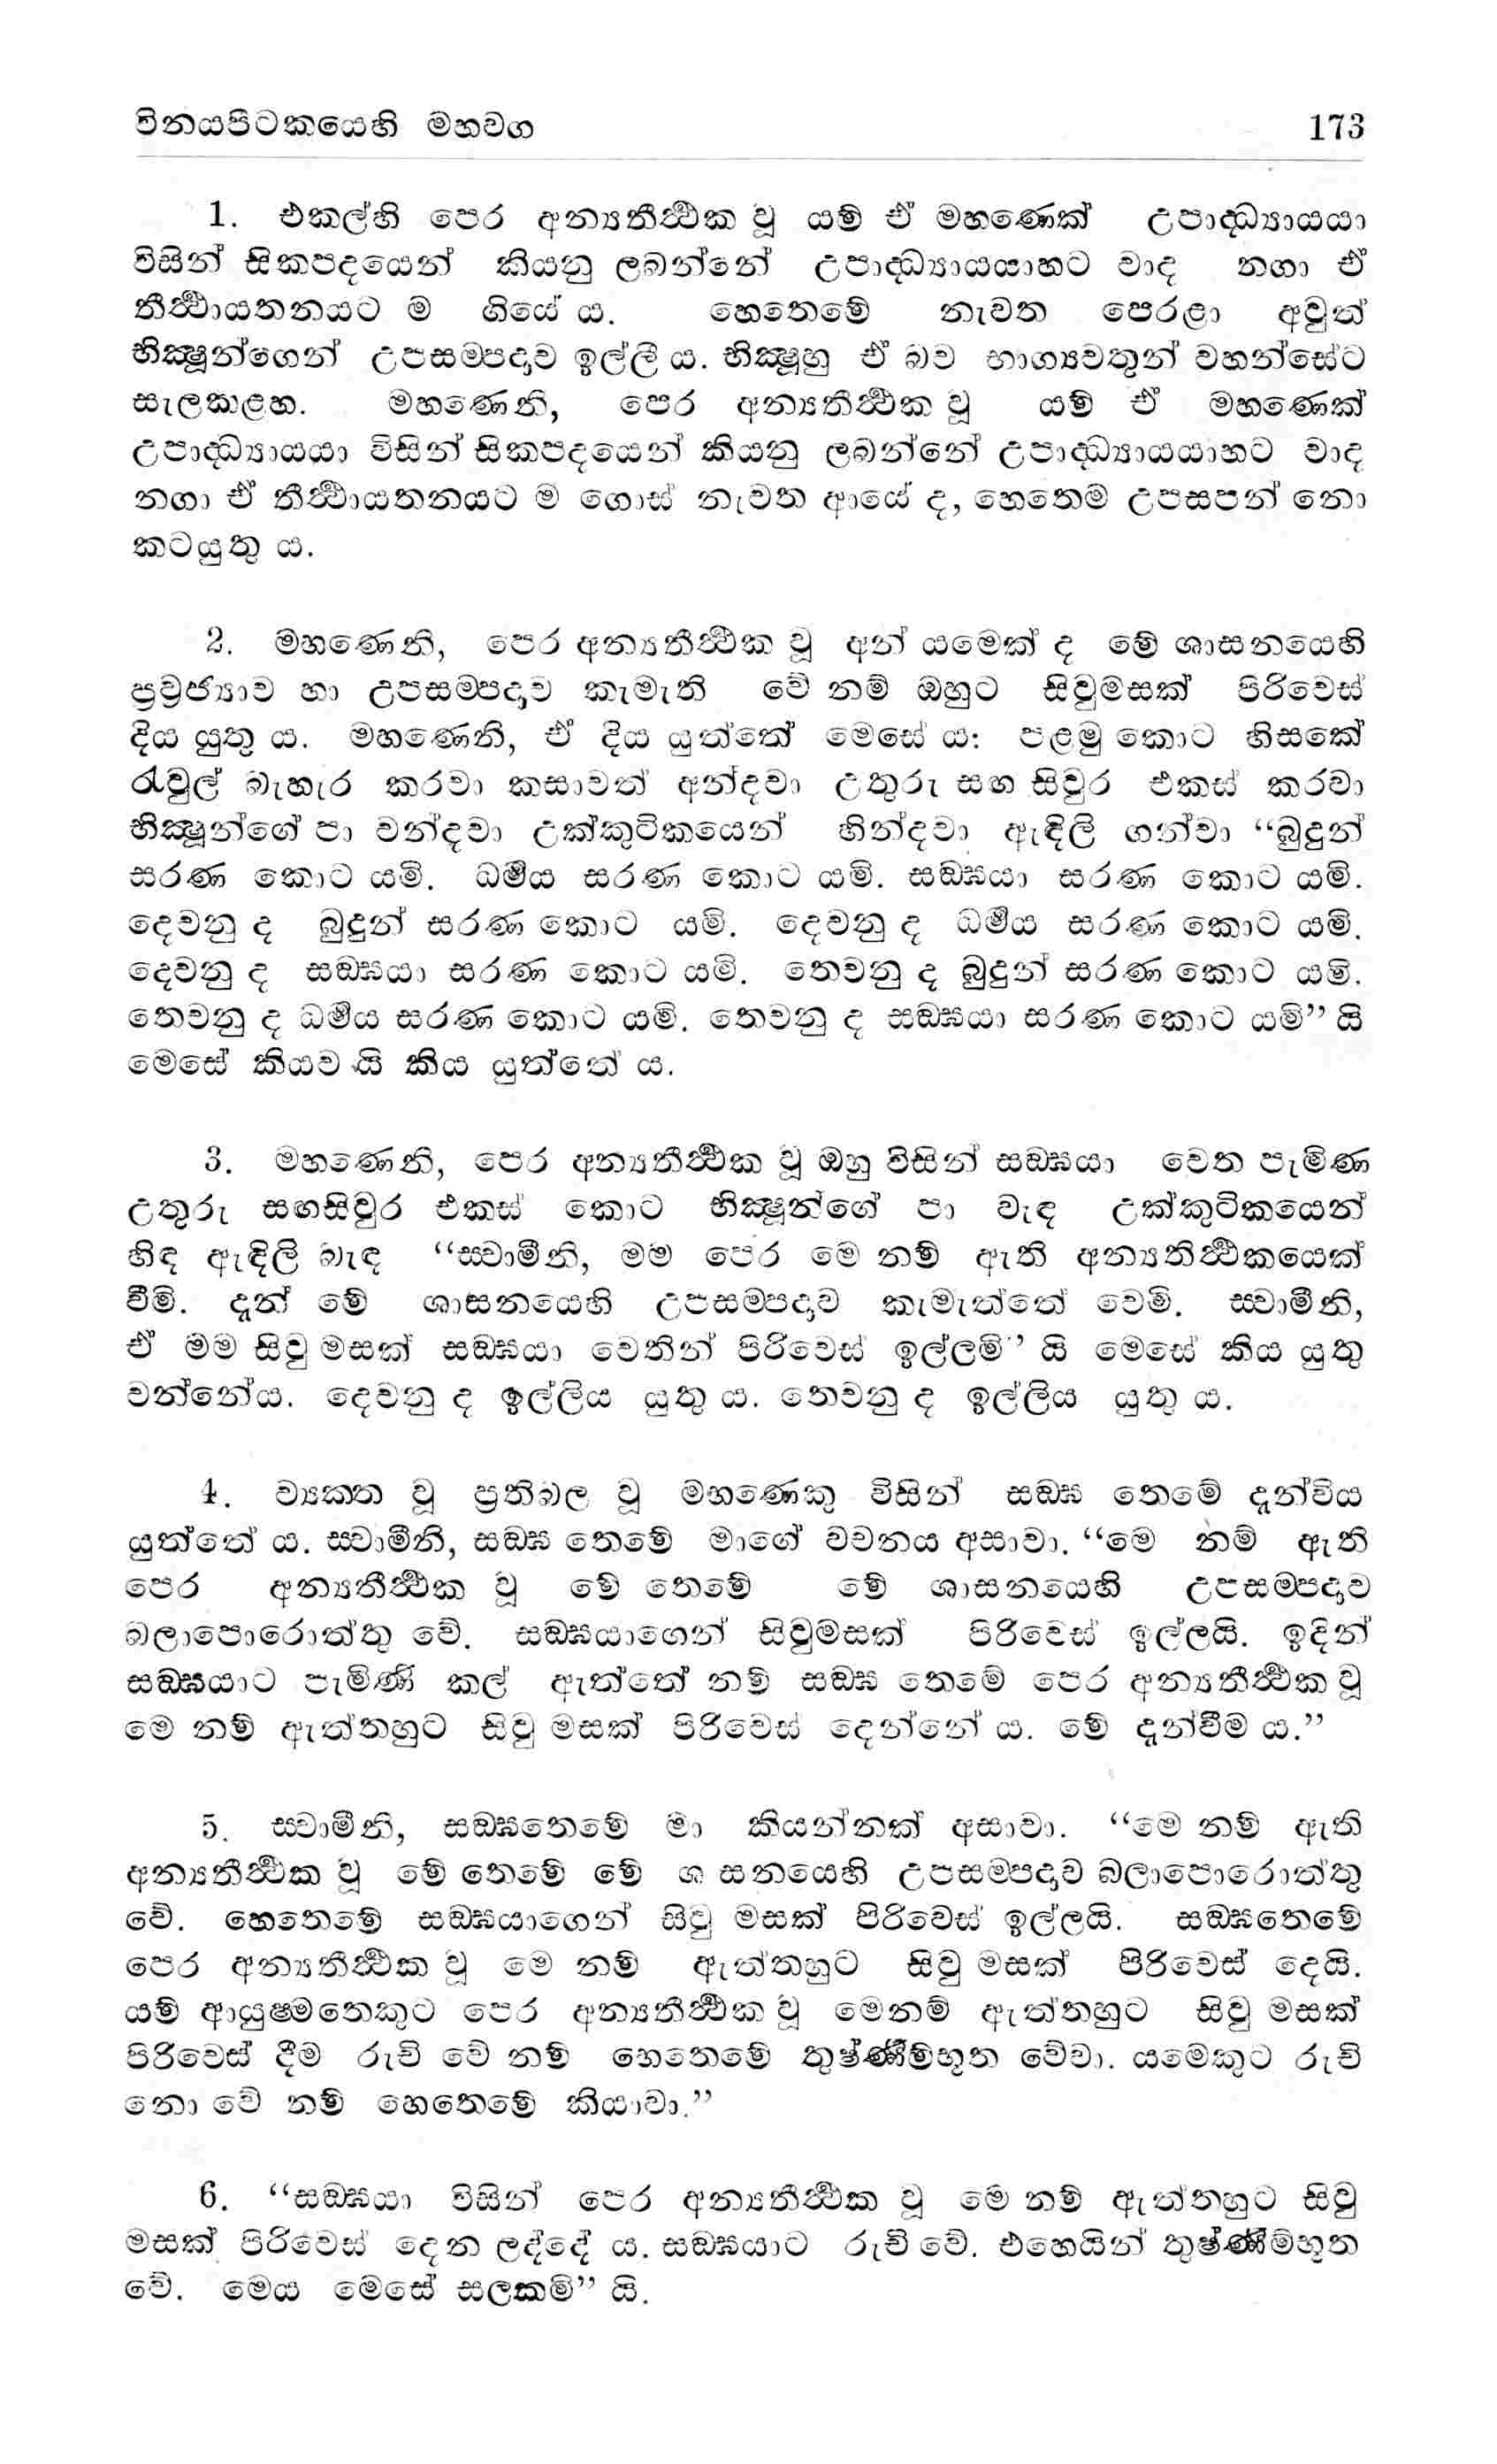 විනයපිටකයෙහි මහවග 173
1. එකල්හි පෙර අන්‍යතීර්‍ත්‍ථක වූ යම් ඒ මහණෙක් උපාද්ධ්‍යායයා
විසින් සිකපදයෙන් කියනු ලබන්නේ උපාද්ධ්‍යායයාහට වාද නගා ඒ
තීර්‍ත්‍ථායතනයට ම ගියේ ය. හෙතෙමේ නැවත පෙරළා අවුත්
භික්‍ෂූන්ගෙන් උපසම්පදාව ඉල්ලී ය. භික්‍ෂූහු ඒ බව භාග්‍යවතුන් වහන්සේට
සැලකාළහ. මහණෙනි, පෙර අන්‍යතීර්‍ත්‍ථක වූ යම් ඒ මහණෙක්
උපාද්ධ්‍යායයා විසින් සිකපදයෙන් කියනු ලබන්නේ උපාද්ධ්‍යායයාහට වාද
නගා ඒ තීර්‍ත්‍ථායතනයට ම ගොස් නැවත ආයේ ද, හෙතෙම උපසපන් නො
කටයුතු ය.
2. මහණෙනි, පෙර අන්‍යතීර්‍ත්‍ථක වූ අන් යමෙක් ද මේ ශාසනයෙහි
ප්‍රව්‍රජ්‍යාව හා උපසම්පදාව කැමැති වේ නම් ඔහුට සිවුමසක් පිරිවෙස්
දිය යුතු ය. මහණෙනි, ඒ දිය යුත්තේ මෙසේ ය: පළමු කොට හිසකේ
රැවුල් බැහැර කරවා කසාවත් අන්දවා උතුරු සඟ සිවුර එකස් කරවා
භික්‍ෂූන්ගේ පා වන්දවා උක්කුටිකයෙන් හින්දවා ඇඳිලි ගන්වා “බුදුන්
සරණ කොට යමි. ධර්‍මය සරණ කොට යමි. සඞ්ඝයා සරණ කොට යමි.
දෙවනු ද බුදුන් සරණ කොට යමි. දෙවනු ද ධර්‍මය සරණ කොට යමි.
දෙවනු ද සඞ්ඝයා සරණ කොට යමි. තෙවනු ද බුදුන් සරණ කොට යමි.
තෙවනු ද ධර්‍මය සරණ කොට යමි. තෙවනු ද සඞ්ඝයා සරණ කොට යමි” යි
මෙසේ කියව යි කිය යුත්තේ ය.
3. මහණෙනි, පෙර අන්‍යතීර්‍ත්‍ථක වූ ඔහු විසින් සඞ්ඝයා වෙත පැමිණ
උතුරු සඟසිවුර එකස් කොට භික්‍ෂූන්ගේ පා වැඳ උක්කුටිකයෙන්
හිඳ ඇඳිලි බැඳ “ස්වාමීනි, මම පෙර මෙ නම් ඇති අන්‍යතිර්‍ත්‍ථකයෙක්
වීමි. දැන් මේ ශාසනයෙහි උපසම්පදාව කැමැත්තේ වෙමි. ස්වාමීනි,
ඒ මම සිවු මසක් සඞ්ඝයා වෙතින් පිරිවෙස් ඉල්ලමි’ යි මෙසේ කිය යුතු
වන්නේය. දෙවනු ද ඉල්ලිය යුතු ය. තෙවනු ද ඉල්ලිය යුතු ය.
4. ව්‍යක්ත වූ ප්‍රතිබල වූ මහණෙකු විසින් සඞ්ඝ තෙමේ දැන්විය
යුත්තේ ය. ස්වාමීනි, සඞ්ඝ තෙමේ මාගේ වචනය අසාවා. “මෙ නම් ඇති
පෙර අන්‍යතීර්‍ත්‍ථක වූ මේ තෙමේ මේ ශාසනයෙහි උපසම්පදාව
බලාපොරොත්තු වේ. සඞ්ඝයාගෙන් සිවුමසක් පිරිවෙස් ඉල්ලයි. ඉදින්
සඞ්ඝයාට පැමිණි කල් ඇත්තේ නම් සඞ්ඝ තෙමේ පෙර අන්‍යතීර්‍ත්‍ථක වූ
මෙ නම් ඇත්තහුට සිවු මසක් පිරිවෙස් දෙන්නේ ය. මේ දැන්වීම ය.”
5. ස්වාමීනි, සඞ්ඝතෙමේ මා කියන්නක් අසාවා. “මෙ නම් ඇති
අන්‍යතීර්‍ත්‍ථක වූ මේ තෙමේ මේ ශ සනයෙහි උපසම්පදාව බලාපොරොත්තු
වේ. හෙතෙමේ සඞ්ඝයාගෙන් සිවු මසක් පිරිවෙස් ඉල්ලයි. සඞ්ඝතෙමේ
පෙර අන්‍යතීර්‍ත්‍ථක වූ මෙ නම් ඇත්තහුට සිවු මසක් පිරිවෙස් දෙයි.
යම් ආයුෂ්මතෙකුට පෙර අන්‍යතීර්‍ත්‍ථක වූ මෙනම් ඇත්තහුට සිවු මසක්
පිරිවෙස් දීම රුචි වේ නම් හෙතෙමේ තුෂ්ණීම්භූත වේවා. යමෙකුට රුචි
නො වේ නම් හෙතෙමේ කියාවා.”
6. “සඞ්ඝයා විසින් පෙර අන්‍යතීර්‍ත්‍ථක වූ මෙ නම් ඇත්තහුට සිවු
මසක් පිරිවෙස් දෙන ලද්දේ ය. සඞ්ඝයාට රුචි වේ. එහෙයින් තුෂ්ණීම්භූත
වේ. මෙය මෙසේ සලකමි” යි.